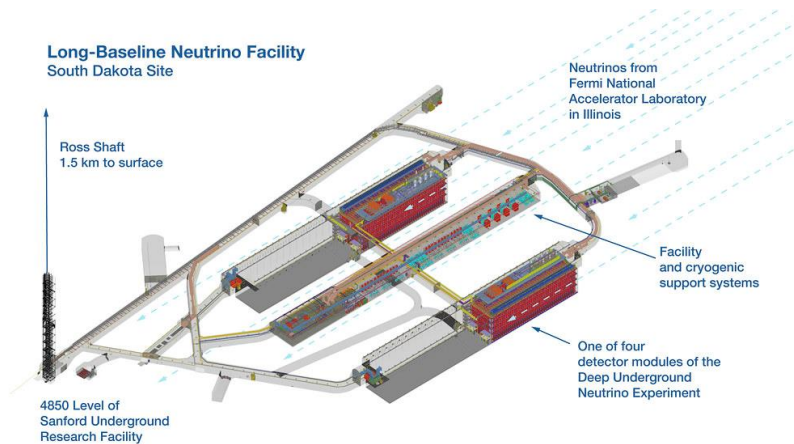 Long-Baseline Neutrino Facility
South Dakota Site
Neutrinos from
Fermi National
Accelerator Laboratory
in Illinois
Ross Shaft
1.5 km to surface
Facility
and cryogenic
support systems
One of four
detector modules of the
Deep Underground
Neutrino Experiment
4850 Level of
Sanford Underground
Research Facility